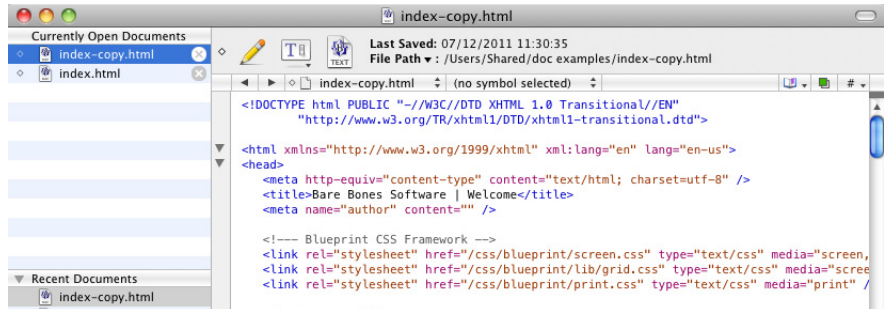 index-copy.html
Currently Open Documents
index-copy.html
index.html
Recent Documents
index-copy.html
T
TEXT
Last Saved: 07/12/2011 11:30:35
File Path ▾ : /Users/Shared/doc examples/index-copy.html
index-copy.html (no symbol selected) #
<!DOCTYPE html PUBLIC "-//W3C//DTD XHTML 1.0 Transitional//EN"
"http://www.w3.org/TR/xhtml1/DTD/xhtml1-transitional.dtd">
<html xmlns="http://www.w3.org/1999/xhtml" xml:lang="en" lang="en-us">
<head>
<meta http-equiv="content-type" content="text/html; charset=utf-8" />
<title>Bare Bones Software | Welcome</title>
<meta name="author" content="" />
<!--- Blueprint CSS Framework -->
<link rel="stylesheet" href="/css/blueprint/screen.css" type="text/css" media="screen,
<link rel="stylesheet" href="/css/blueprint/lib/grid.css" type="text/css" media="scree
<link rel="stylesheet" href="/css/blueprint/print.css" type="text/css" media="print" /